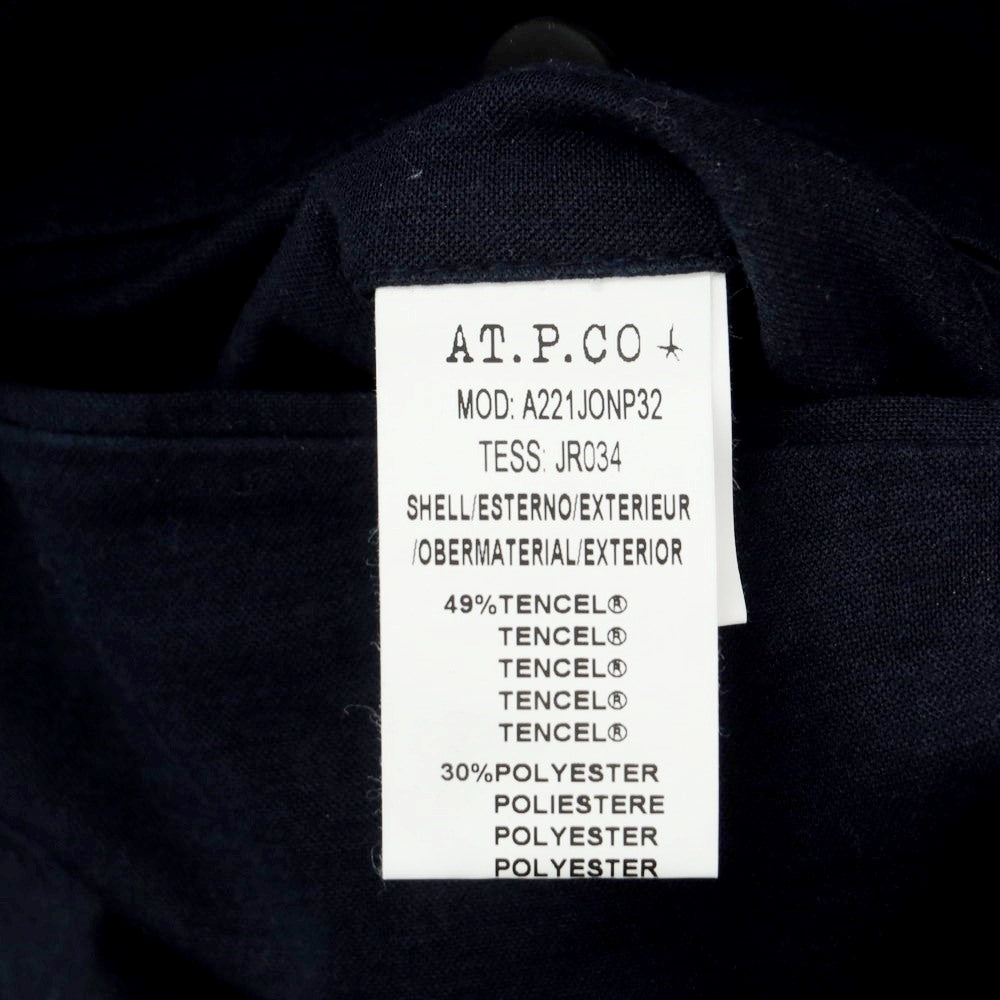 AT.P.CO
MOD: A221JONP32
TESS: JR034
SHELL/ESTERNO/EXTERIEUR
/OBERMATERIAL/EXTERIOR
49%TENCEL®
TENCEL®
TENCEL®
TENCEL®
TENCEL®
30%POLYESTER
POLIESTERE
POLYESTER
POLYESTER